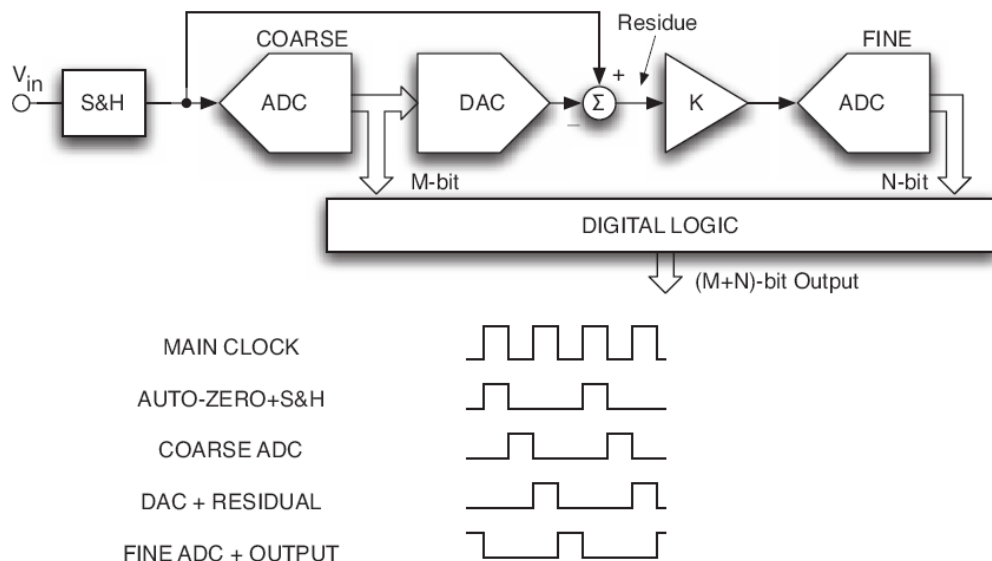 Residue
COARSE
FINE
Vin
S&H
ADC
DAC
+
Σ
−
K
ADC
M-bit
N-bit
DIGITAL LOGIC
(M+N)-bit Output
MAIN CLOCK
AUTO-ZERO+S&H
COARSE ADC
DAC + RESIDUAL
FINE ADC + OUTPUT